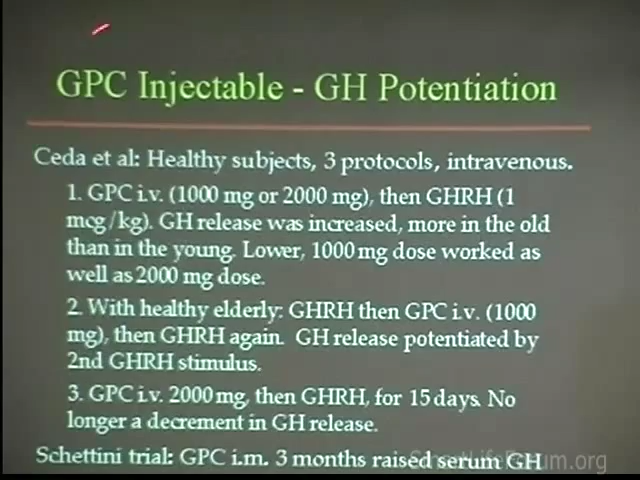 GPC Injectable - GH Potentiation
Ceda et al: Healthy subjects, 3 protocols, intravenous.
1. GPC i.v. (1000 mg or 2000 mg), then GHRH (1
mcg/kg). GH release was increased, more in the old
than in the young. Lower, 1000 mg dose worked as
well as 2000 mg dose.
2. With healthy elderly: GHRH then GPC i.v. (1000
mg), then GHRH again. GH release potentiated by
2nd GHRH stimulus.
3. GPC i.v. 2000 mg, then GHRH, for 15 days. No
longer a decrement in GH release.
Schettini trial: GPC i.m. 3 months raised serum GH
SmartLifeForum.org